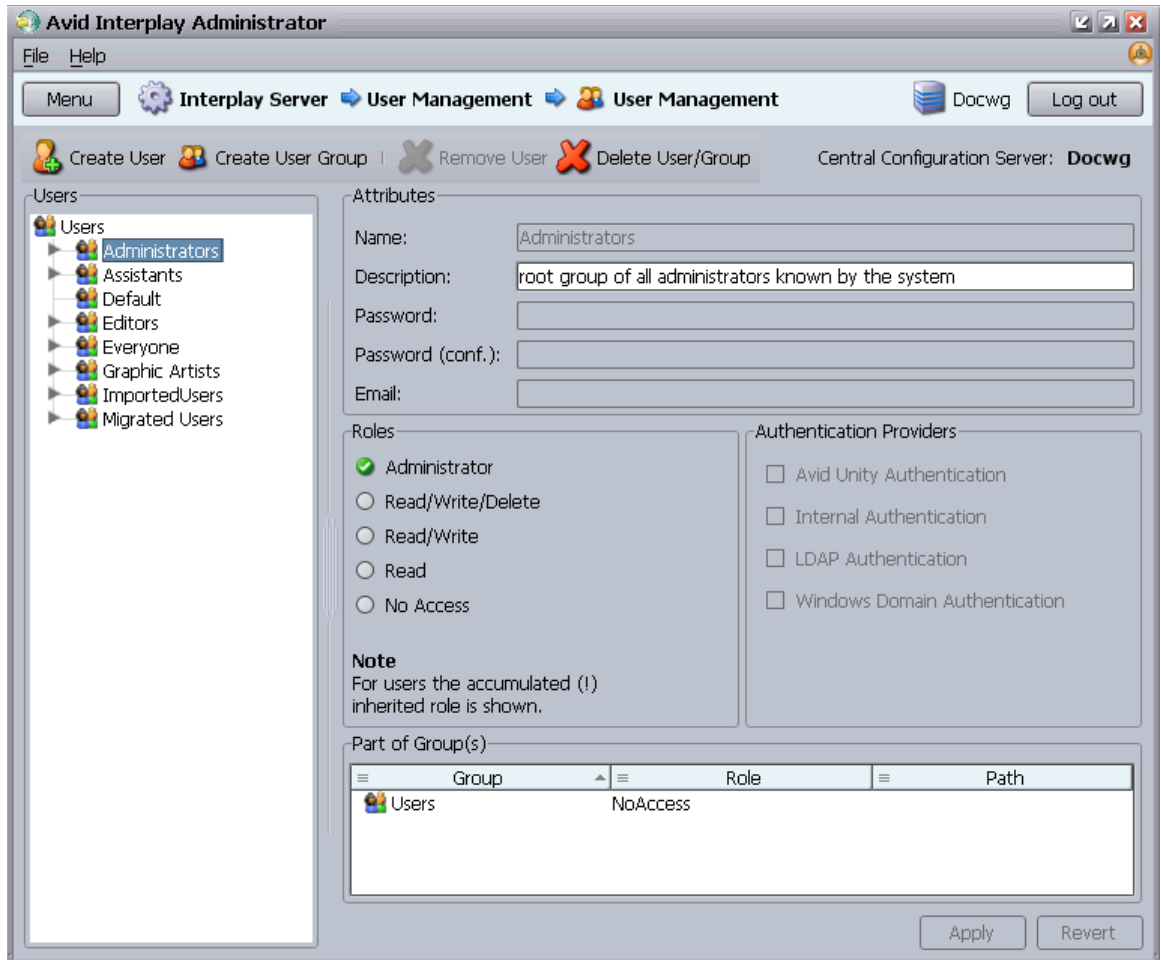 Avid Interplay Administrator
File Help
Menu Interplay Server User Management User Management Docwg Log out
Create User Create User Group Remove User Delete User/Group Central Configuration Server: Docwg
Users
Users
Administrators
Assistants
Default
Editors
Everyone
Graphic Artists
ImportedUsers
Migrated Users
Attributes
Name: Administrators
Description: root group of all administrators known by the system
Password:
Password (conf.):
Email:
Roles
Administrator
Read/Write/Delete
Read/Write
Read
No Access
Note
For users the accumulated (!)
inherited role is shown.
Authentication Providers
Avid Unity Authentication
Internal Authentication
LDAP Authentication
Windows Domain Authentication
Part of Group(s)
Group Role Path
Users NoAccess
Apply Revert